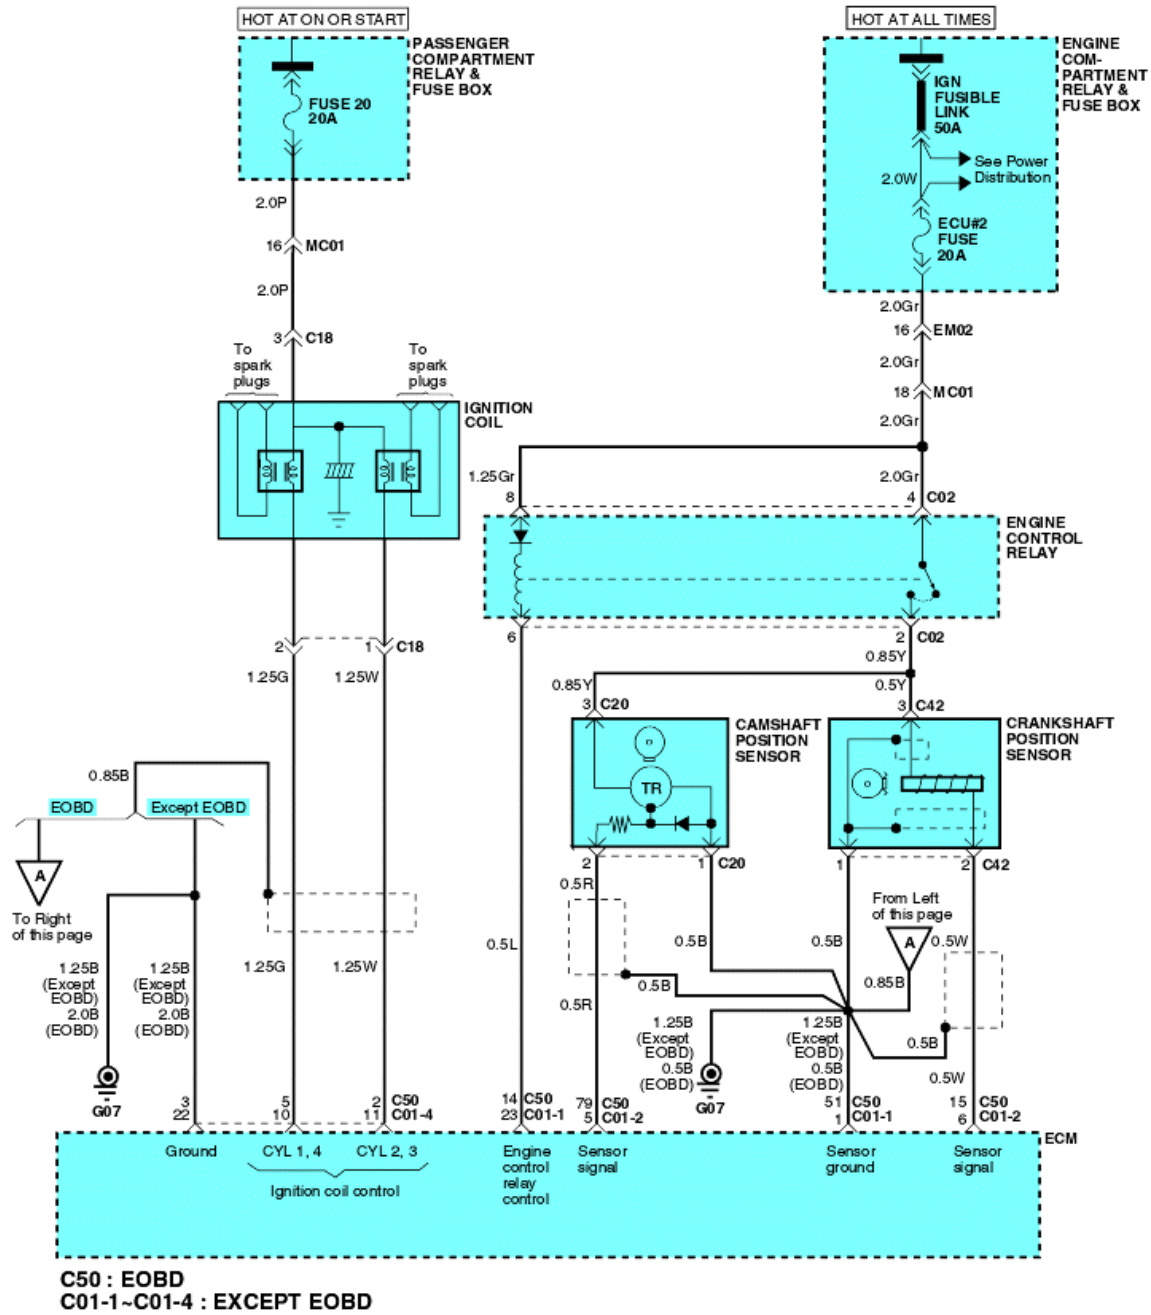 HOT AT ON OR START
HOT AT ALL TIMES
PASSENGER
COMPARTMENT
RELAY &
FUSE BOX
FUSE 20
20A
ENGINE
COM-
PARTMENT
RELAY &
FUSE BOX
IGN
FUSIBLE
LINK
50A
See Power
Distribution
2.0W
ECU#2
FUSE
20A
2.0P
16 MC01
2.0P
3 C18
2.0Gr
16 EM02
2.0Gr
18 MC01
2.0Gr
To
spark
plugs
To
spark
plugs
IGNITION
COIL
1.25Gr
8
2.0Gr
4 C02
ENGINE
CONTROL
RELAY
6
2 C02
0.85Y
2
1 C18
1.25G
1.25W
0.85Y
3 C20
0.5Y
3 C42
CAMSHAFT
POSITION
SENSOR
TR
CRANKSHAFT
POSITION
SENSOR
0.85B
EOBD
Except EOBD
A
To Right
of this page
2
1 C20
1
2 C42
0.5R
From Left
of this page
A
0.5L
0.5B
0.5B
0.5W
0.85B
1.25B
(Except
EOBD)
2.0B
(EOBD)
1.25B
(Except
EOBD)
2.0B
(EOBD)
1.25G
1.25W
0.5R
0.5B
1.25B
(Except
EOBD)
0.5B
(EOBD)
1.25B
(Except
EOBD)
0.5B
(EOBD)
0.5B
0.5W
G07
G07
3
22
5
10
2 C50
11 C01-4
14 C50
23 C01-1
79 C50
5 C01-2
51 C50
1 C01-1
15 C50
6 C01-2
ECM
Ground
CYL 1, 4
CYL 2, 3
Ignition coil control
Engine
control
relay
control
Sensor
signal
Sensor
ground
Sensor
signal
C50 : EOBD
C01-1~C01-4 : EXCEPT EOBD